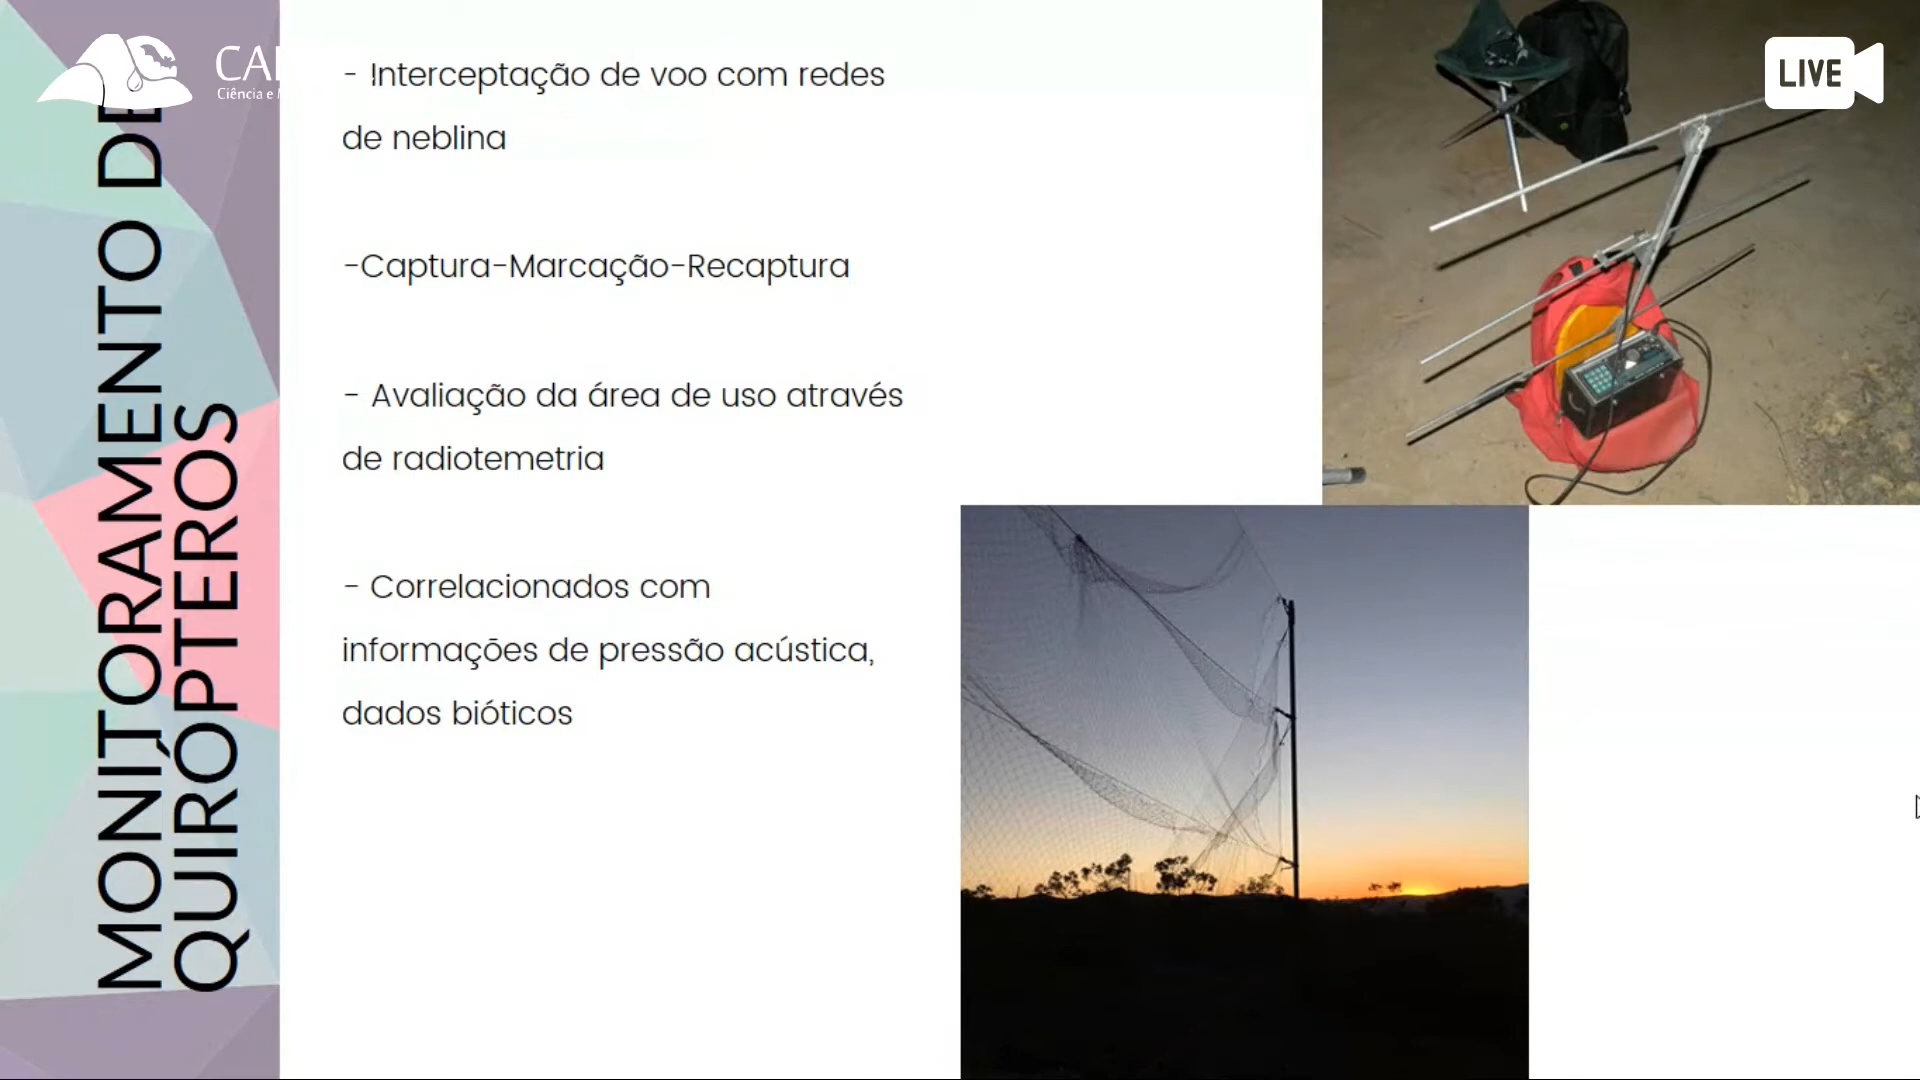 LIVE
MONITORAMENTO DE
QUIRÓPTEROS
- Interceptação de voo com redes
de neblina
-Captura-Marcação-Recaptura
- Avaliação da área de uso através
de radiotemetria
- Correlacionados com
informações de pressão acústica,
dados bióticos
Ciência e